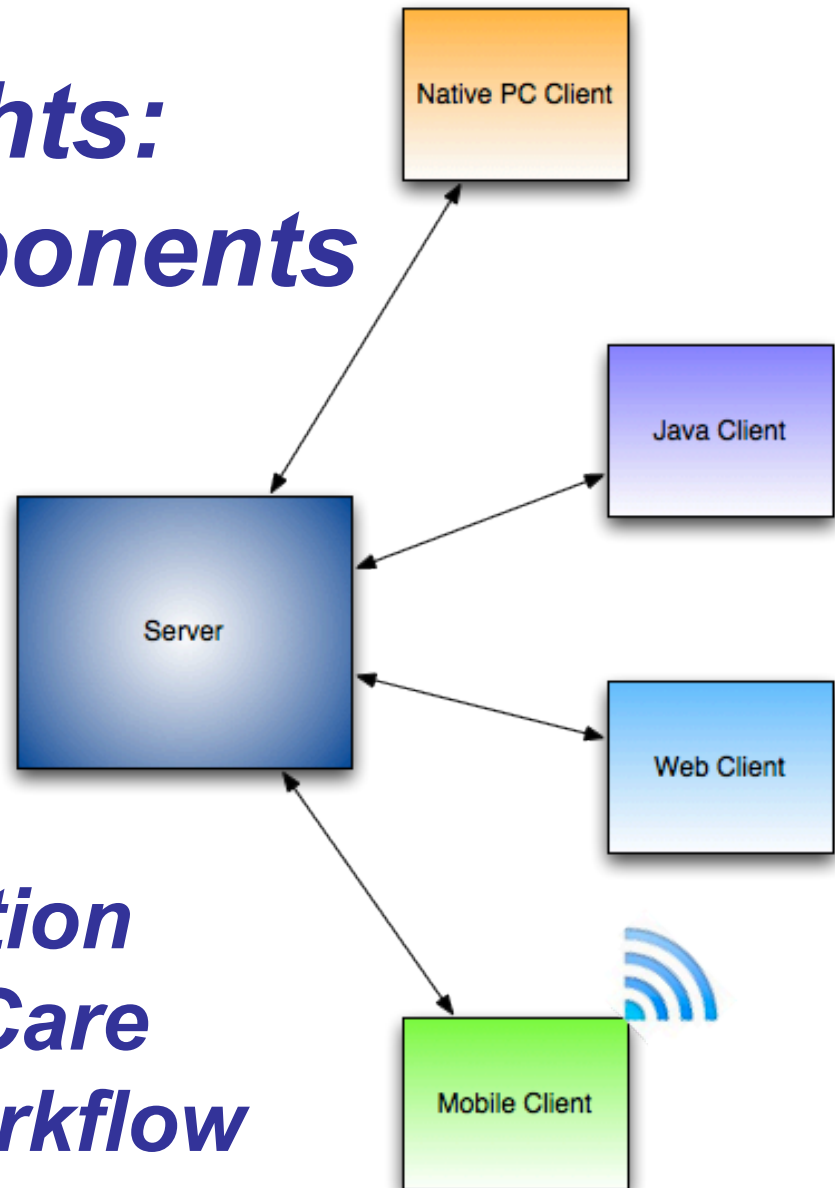 Native PC Client
hts:
ponents
Java Client
Server
Web Client
tion
Care
rkflow
Mobile Client